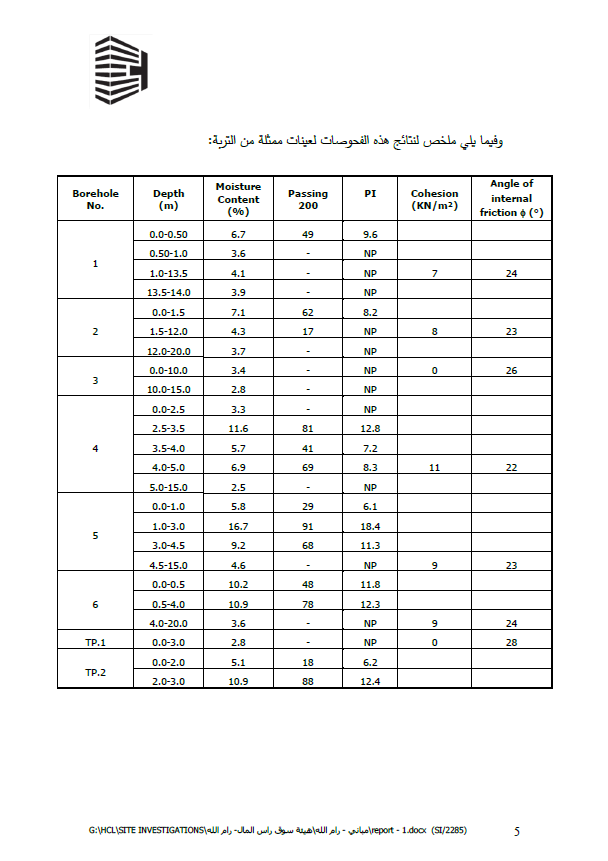 وفيما يلي ملخص لنتائج هذه الفحوصات لعينات ممثلة من التربة:
Borehole No. Depth (m) Moisture Content (%) Passing 200 PI Cohesion (KN/m²) Angle of internal friction ϕ (°)
1 0.0-0.50 6.7 49 9.6
0.50-1.0 3.6 - NP
1.0-13.5 4.1 - NP 7 24
13.5-14.0 3.9 - NP
2 0.0-1.5 7.1 62 8.2
1.5-12.0 4.3 17 NP 8 23
12.0-20.0 3.7 - NP
3 0.0-10.0 3.4 - NP 0 26
10.0-15.0 2.8 - NP
4 0.0-2.5 3.3 - NP
2.5-3.5 11.6 81 12.8
3.5-4.0 5.7 41 7.2
4.0-5.0 6.9 69 8.3 11 22
5.0-15.0 2.5 - NP
5 0.0-1.0 5.8 29 6.1
1.0-3.0 16.7 91 18.4
3.0-4.5 9.2 68 11.3
4.5-15.0 4.6 - NP 9 23
6 0.0-0.5 10.2 48 11.8
0.5-4.0 10.9 78 12.3
4.0-20.0 3.6 - NP 9 24
TP.1 0.0-3.0 2.8 - NP 0 28
TP.2 0.0-2.0 5.1 18 6.2
2.0-3.0 10.9 88 12.4
G:\HCL\SITE INVESTIGATIONS\مباني - رام الله\هيئة سوق راس المال- رام الله\report - 1.docx (SI/2285) 5